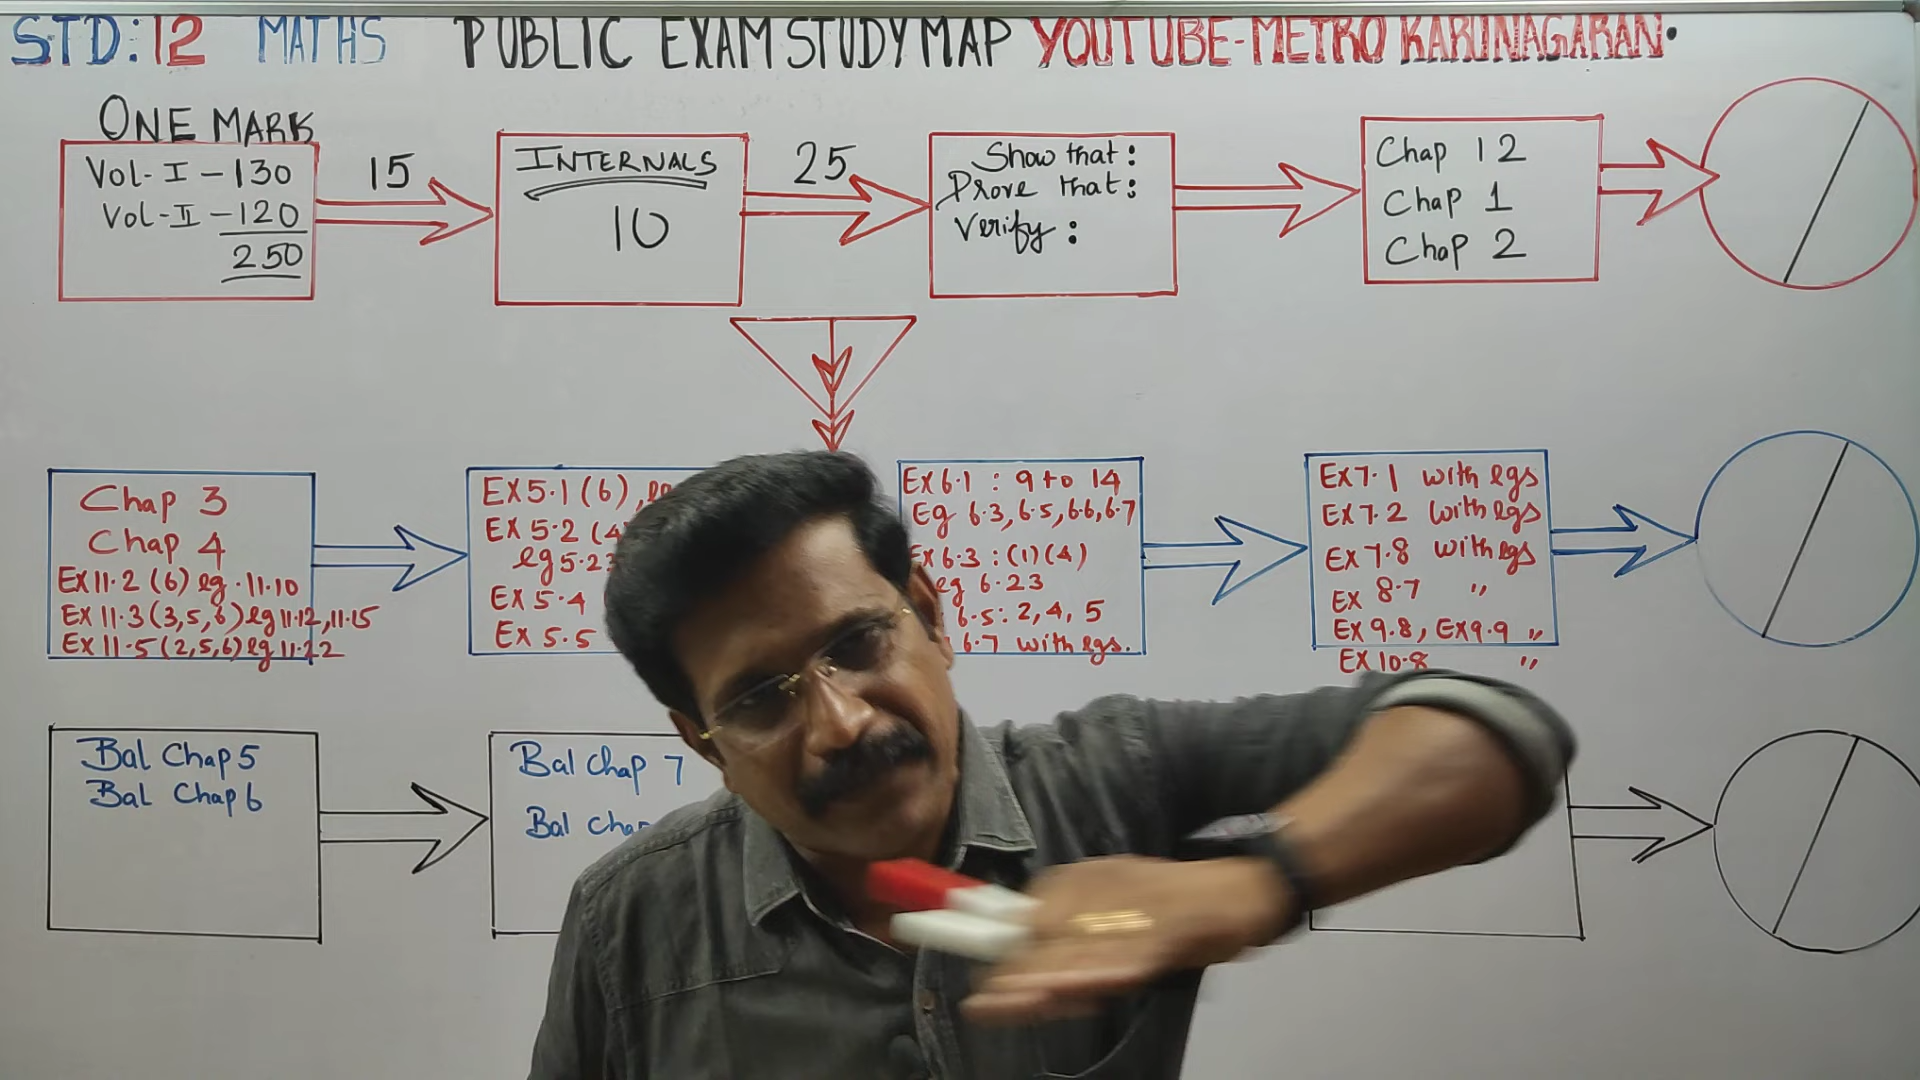 STD: 12 MATHS PUBLIC EXAM STUDY MAP YOUTUBE-METRO KARUNAGARAN.
ONE MARK
Vol-I-130
Vol-II-120
250
15
INTERNALS
10
25
Show that:
Prove that:
Verify:
Chap 12
Chap 1
Chap 2
Chap 3
Chap 4
Ex 11.2 (6) eg.11.10
Ex 11.3 (3,5,6) eg 11.12, 11.15
Ex 11.5 (2,5,6) eg 11.22
Ex 5.1 (6), eg
Ex 5.2 (4
eg 5.23
Ex 5.4
Ex 5.5
Ex 6.1 : 9 to 14
Eg 6.3, 6.5, 6.6, 6.7
Ex 6.3 : (1) (4)
eg 6.23
6.5: 2, 4, 5
6.7 with egs.
Ex 7.1 with egs
Ex 7.2 with egs
Ex 7.8 with egs
Ex 8.7 "
Ex 9.8, Ex 9.9 "
Ex 10.8 "
Bal Chap 5
Bal Chap 6
Bal Chap 7
Bal